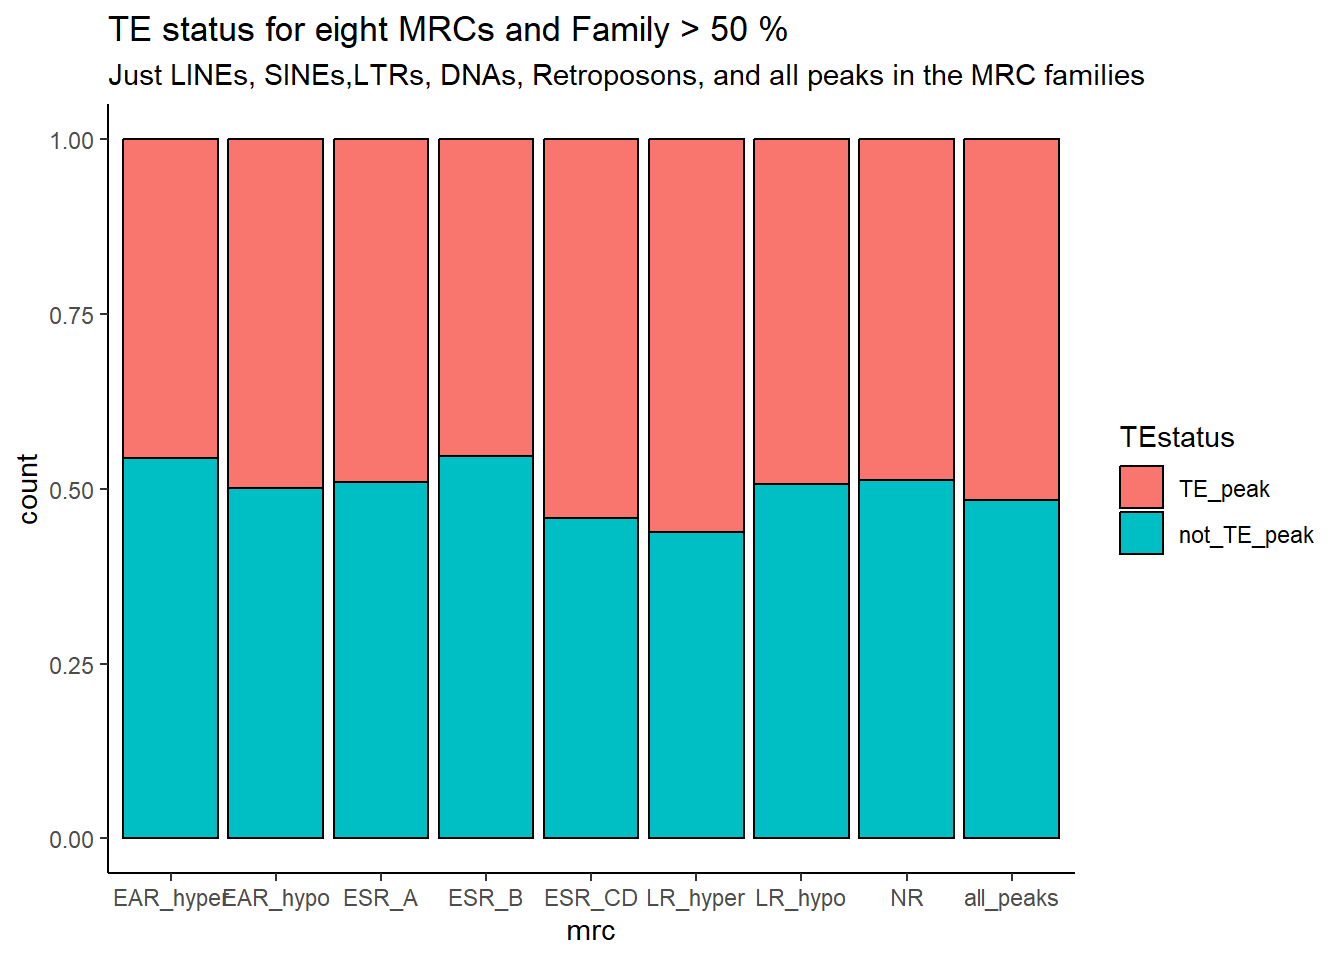 TE status for eight MRCs and Family > 50 %
Just LINEs, SINEs,LTRs, DNAs, Retroposons, and all peaks in the MRC families
1.00
0.75
0.50
0.25
0.00
count
EAR_hyper EAR_hypo ESR_A ESR_B ESR_CD LR_hyper LR_hypo NR all_peaks
mrc
TEstatus
TE_peak
not_TE_peak